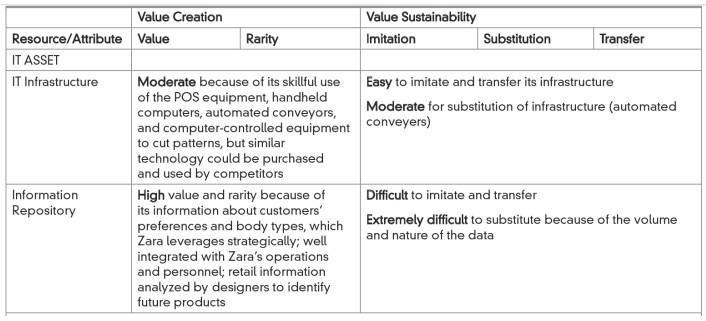 Value Creation Value Sustainability
Resource/Attribute Value Rarity Imitation Substitution Transfer
IT ASSET
IT Infrastructure
Moderate because of its skillful use
of the POS equipment, handheld
computers, automated conveyors,
and computer-controlled equipment
to cut patterns, but similar
technology could be purchased
and used by competitors
Easy to imitate and transfer its infrastructure
Moderate for substitution of infrastructure (automated
conveyers)
Information
Repository
High value and rarity because of
its information about customers’
preferences and body types, which
Zara leverages strategically; well
integrated with Zara’s operations
and personnel; retail information
analyzed by designers to identify
future products
Difficult to imitate and transfer
Extremely difficult to substitute because of the volume
and nature of the data